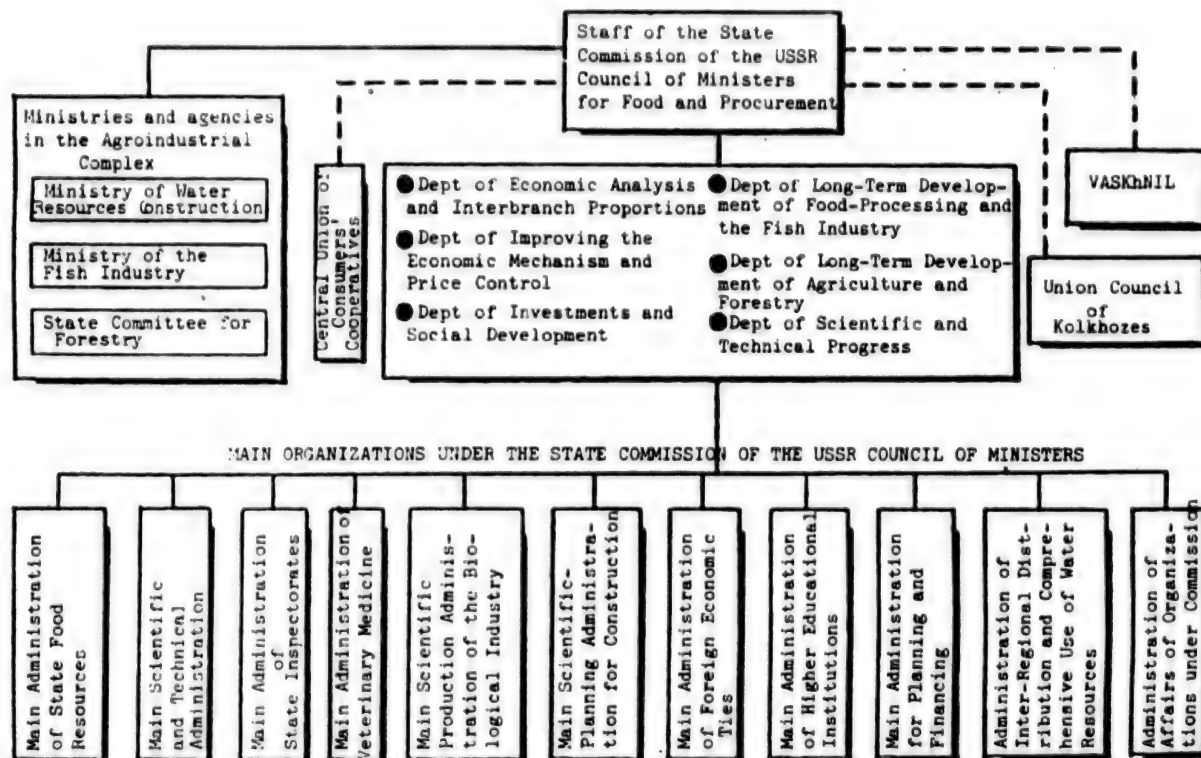 Staff of the State
Commission of the USSR
Council of Ministers
for Food and Procurement
Ministries and agencies
in the Agroindustrial
Complex
Ministry of Water
Resources Construction
Ministry of the
Fish Industry
State Committee for
Forestry
Central Union of
Consumers'
Cooperatives
Dept of Economic Analysis
and Interbranch Proportions
Dept of Improving the
Economic Mechanism and
Price Control
Dept of Investments and
Social Development
Dept of Long-Term Develop-
ment of Food-Processing and
the Fish Industry
Dept of Long-Term Develop-
ment of Agriculture and
Forestry
Dept of Scientific and
Technical Progress
VASKhNIL
Union Council
of
Kolkhozes
MAIN ORGANIZATIONS UNDER THE STATE COMMISSION OF THE USSR COUNCIL OF MINISTERS
Main Administration
of State Food
Resources
Main Scientific
and Technical
Administration
Main Administration
of
State Inspectorates
Main Administration of
Veterinary Medicine
Main Scientific
Production Adminis-
tration of the Bio-
logical Industry
Main Scientific-
Planning Administra-
tion for Construction
Main Administration
of Foreign Economic
Ties
Main Administration
of Higher Educational
Institutions
Main Administration
for Planning and
Financing
Administration of
Inter-Regional Dist-
ribution and Compre-
hensive Use of Water
Resources
Administration of
Affairs of Organiza-
tions under Commission